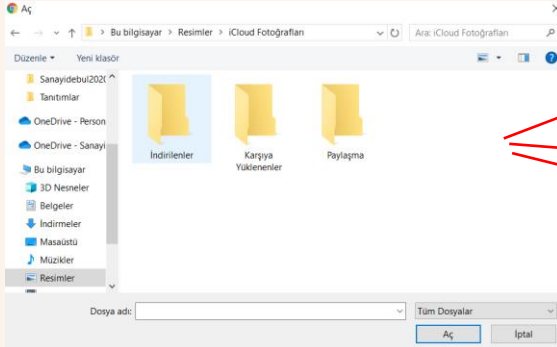 Aç
Bu bilgisayar > Resimler > iCloud Fotoğrafları
Ara: iCloud Fotoğrafları
Düzenle
Yeni klasör
Sanayidebul202(
Tanıtımlar
OneDrive - Person
OneDrive - Sanayi
Bu bilgisayar
3D Nesneler
Belgeler
İndirmeler
Masaüstü
Müzikler
Resimler
İndirilenler
Karşıya
Yüklenenler
Paylaşma
Dosya adı:
Tüm Dosyalar
Aç
İptal